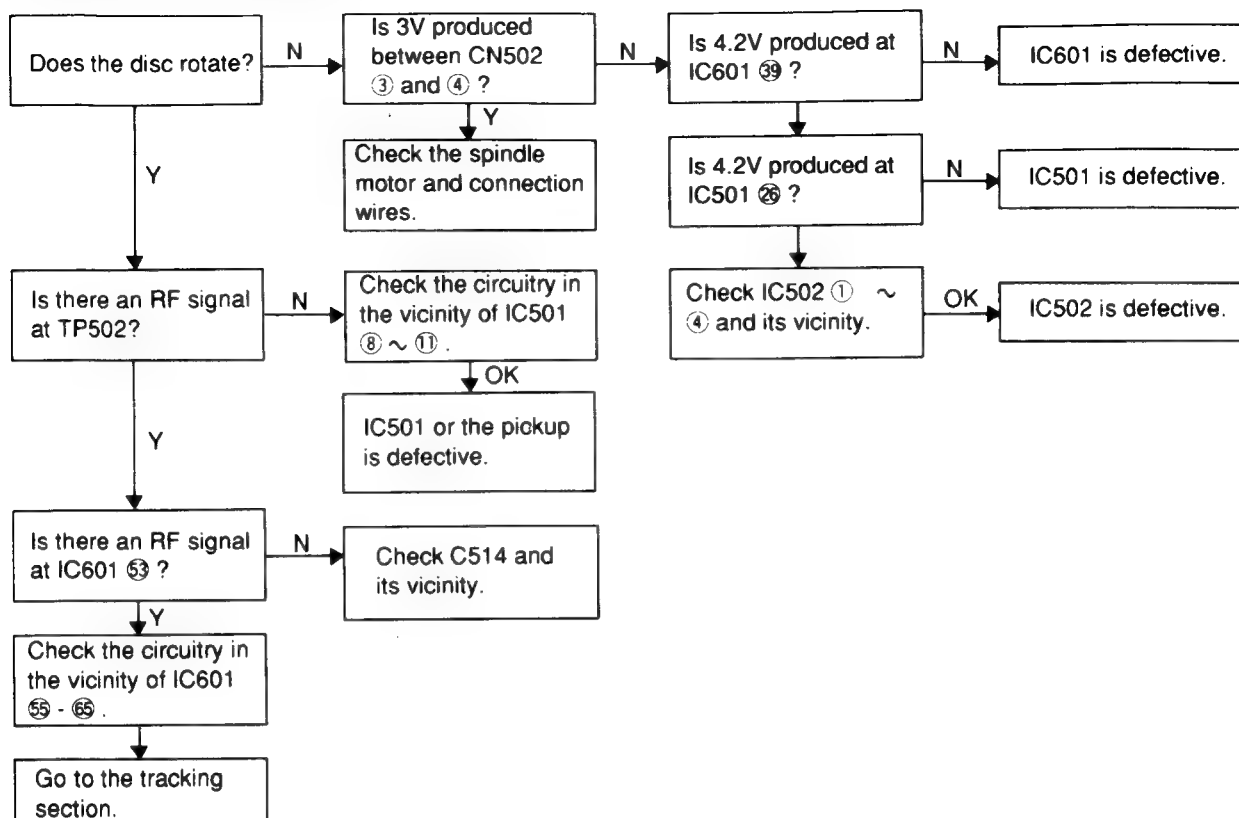 Does the disc rotate?
N
Is 3V produced
between CN502
③ and ④ ?
N
Is 4.2V produced at
IC601 ㊴ ?
N
IC601 is defective.
Y
Y
Check the spindle
motor and connection
wires.
Is 4.2V produced at
IC501 ㉖ ?
N
IC501 is defective.
Is there an RF signal
at TP502?
N
Check the circuitry in
the vicinity of IC501
⑧ ~ ⑪ .
Check IC502 ① ~
④ and its vicinity.
OK
IC502 is defective.
Y
OK
IC501 or the pickup
is defective.
Is there an RF signal
at IC601 53 ?
N
Check C514 and
its vicinity.
Y
Check the circuitry in
the vicinity of IC601
55 - 65 .
Go to the tracking
section.